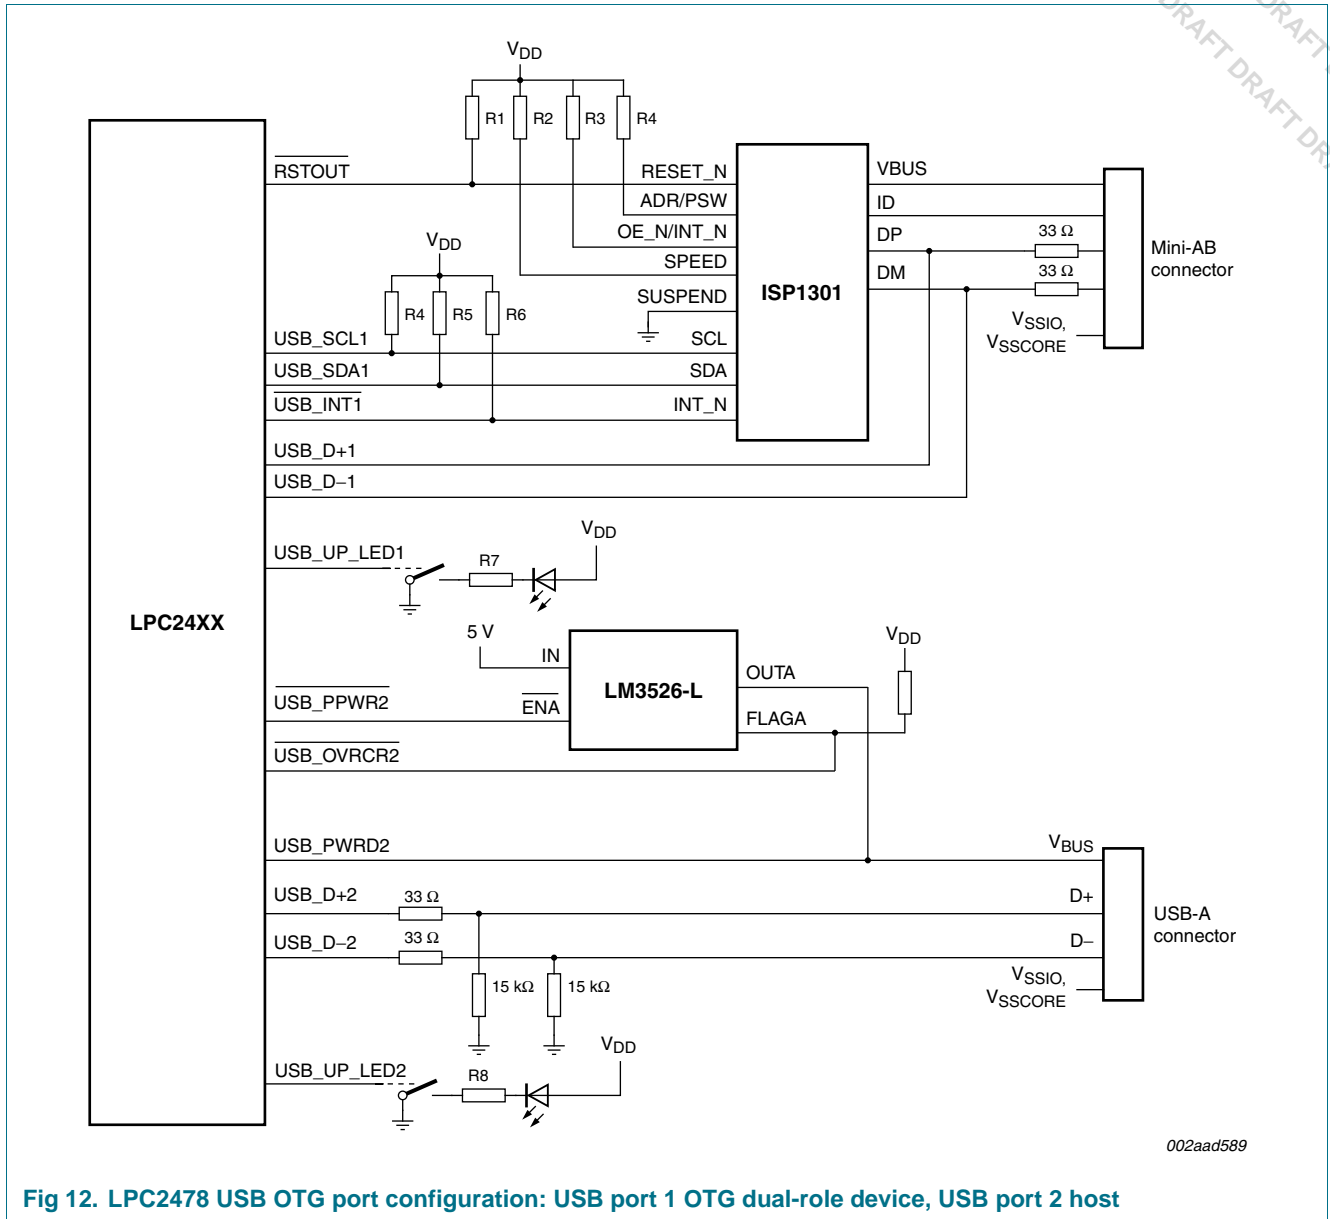 DRAFT DRAFT DRAFT DRA
VDD
R1 R2 R3 R4
RSTOUT
RESET_N
VBUS
ADR/PSW
ID
OE_N/INT_N
DP
33 Ω
SPEED
DM
33 Ω
Mini-AB
connector
VDD
SUSPEND
ISP1301
R4 R5 R6
VSSIO,
VSSCORE
USB_SCL1
SCL
USB_SDA1
SDA
USB_INT1
INT_N
USB_D+1
USB_D−1
VDD
USB_UP_LED1
R7
LPC24XX
5 V
IN
VDD
LM3526-L
OUTA
USB_PPWR2
ENA
FLAGA
USB_OVRCR2
USB_PWRD2
VBUS
USB_D+2
33 Ω
D+
USB-A
connector
USB_D−2
33 Ω
D−
15 kΩ 15 kΩ
VSSIO,
VSSCORE
VDD
USB_UP_LED2
R8
002aad589
Fig 12. LPC2478 USB OTG port configuration: USB port 1 OTG dual-role device, USB port 2 host